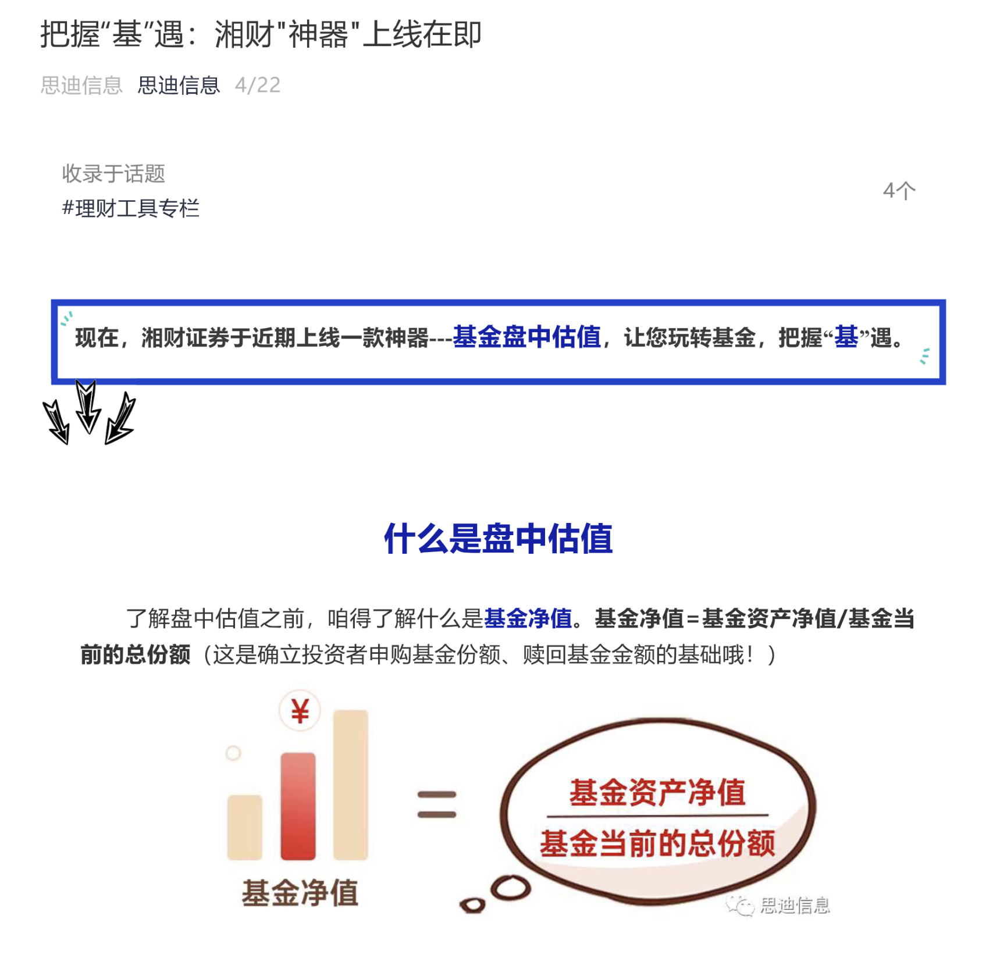 把握“基”遇：湘财"神器"上线在即
思迪信息 思迪信息 4/22
收录于话题
#理财工具专栏
4个
现在，湘财证券于近期上线一款神器---基金盘中估值，让您玩转基金，把握“基”遇。
什么是盘中估值
了解盘中估值之前，咱得了解什么是基金净值。基金净值=基金资产净值/基金当
前的总份额（这是确立投资者申购基金份额、赎回基金金额的基础哦！）
¥
基金净值
=
基金资产净值
基金当前的总份额
思迪信息